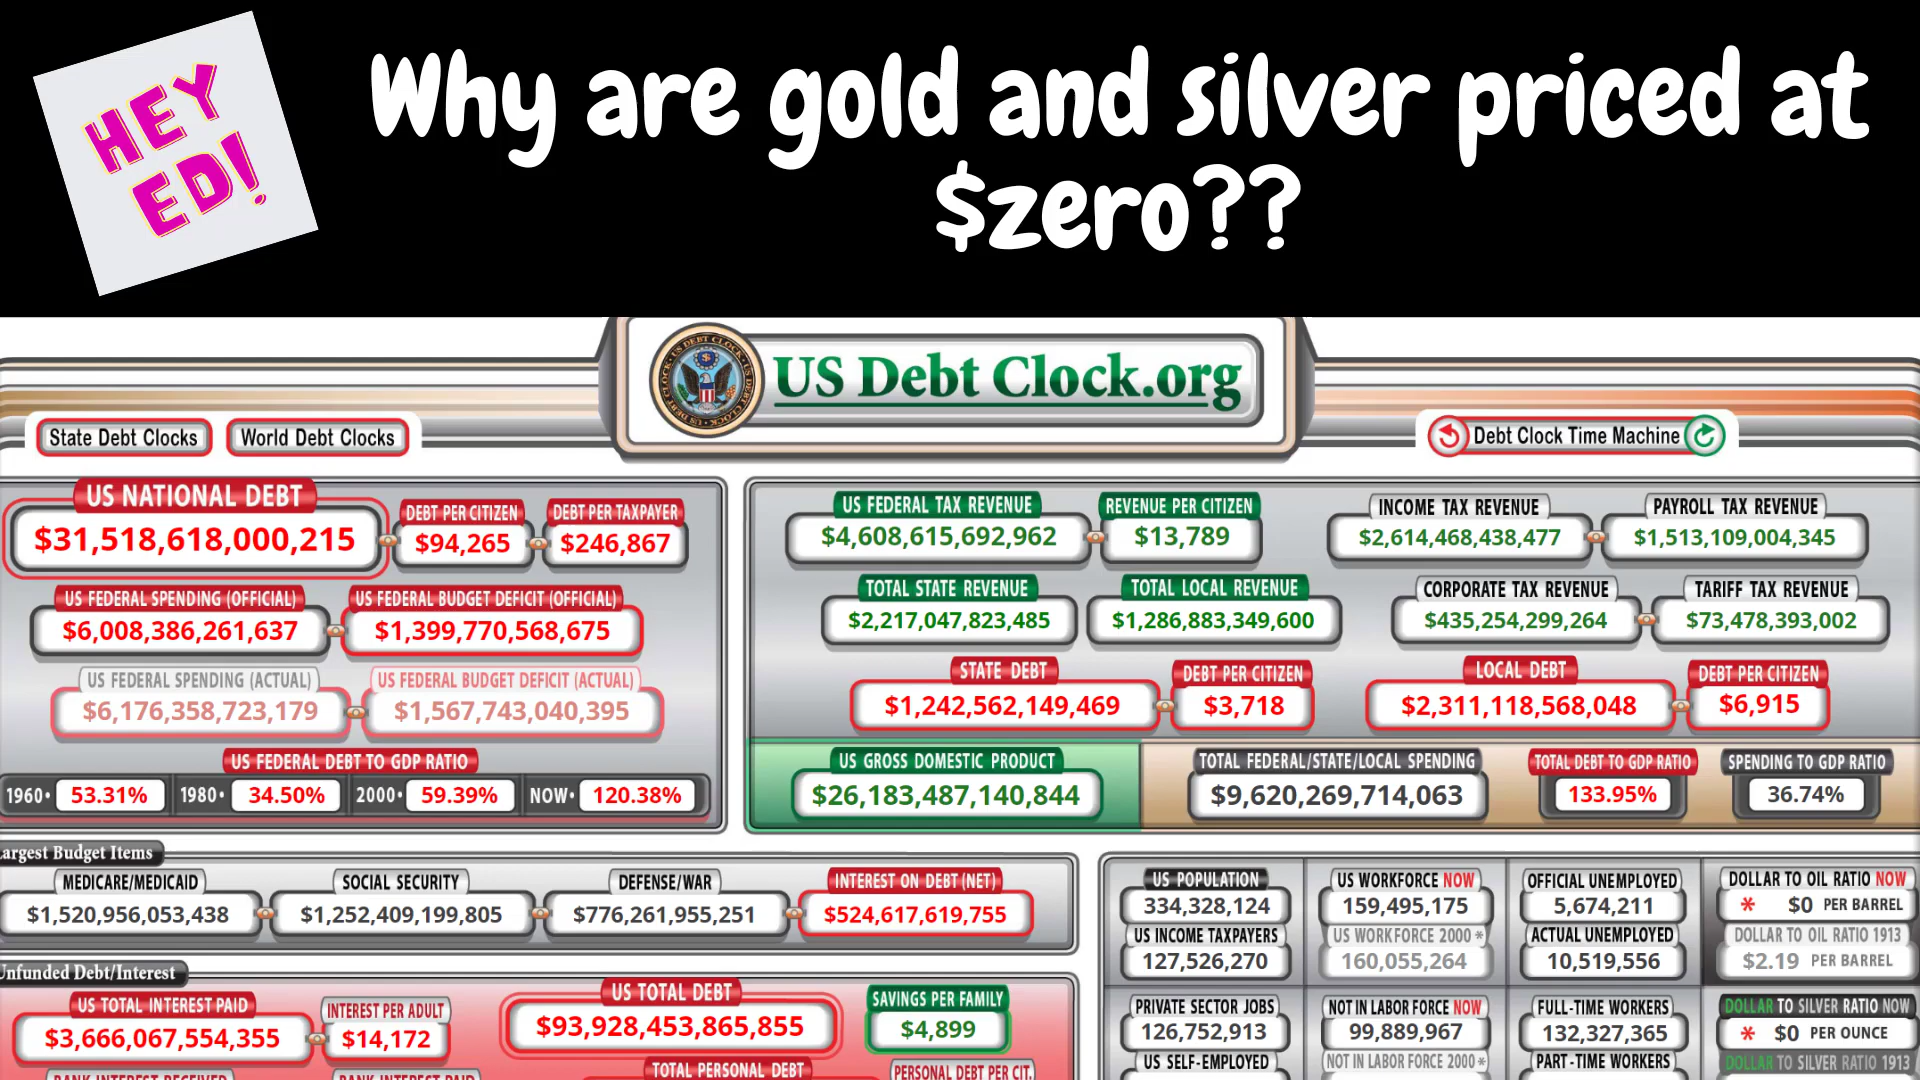 HEY
ED!
Why are gold and silver priced at
$zero??
US DEBT CLOCK
US DEBT CLOCK
US Debt Clock.org
State Debt Clocks
World Debt Clocks
Debt Clock Time Machine
US NATIONAL DEBT
$31,518,618,000,215
DEBT PER CITIZEN
$94,265
DEBT PER TAXPAYER
$246,867
US FEDERAL SPENDING (OFFICIAL)
$6,008,386,261,637
US FEDERAL BUDGET DEFICIT (OFFICIAL)
$1,399,770,568,675
US FEDERAL SPENDING (ACTUAL)
$6,176,358,723,179
US FEDERAL BUDGET DEFICIT (ACTUAL)
$1,567,743,040,395
US FEDERAL DEBT TO GDP RATIO
1960• 53.31% 1980• 34.50% 2000• 59.39% NOW• 120.38%
US FEDERAL TAX REVENUE
$4,608,615,692,962
REVENUE PER CITIZEN
$13,789
INCOME TAX REVENUE
$2,614,468,438,477
PAYROLL TAX REVENUE
$1,513,109,004,345
TOTAL STATE REVENUE
$2,217,047,823,485
TOTAL LOCAL REVENUE
$1,286,883,349,600
CORPORATE TAX REVENUE
$435,254,299,264
TARIFF TAX REVENUE
$73,478,393,002
STATE DEBT
$1,242,562,149,469
DEBT PER CITIZEN
$3,718
LOCAL DEBT
$2,311,118,568,048
DEBT PER CITIZEN
$6,915
US GROSS DOMESTIC PRODUCT
$26,183,487,140,844
TOTAL FEDERAL/STATE/LOCAL SPENDING
$9,620,269,714,063
TOTAL DEBT TO GDP RATIO
133.95%
SPENDING TO GDP RATIO
36.74%
argest Budget Items
MEDICARE/MEDICAID
$1,520,956,053,438
SOCIAL SECURITY
$1,252,409,199,805
DEFENSE/WAR
$776,261,955,251
INTEREST ON DEBT (NET)
$524,617,619,755
Unfunded Debt/Interest
US TOTAL INTEREST PAID
$3,666,067,554,355
INTEREST PER ADULT
$14,172
US TOTAL DEBT
$93,928,453,865,855
SAVINGS PER FAMILY
$4,899
BANK INTEREST RECEIVED
BANK INTEREST PAID
TOTAL PERSONAL DEBT
PERSONAL DEBT PER CIT.
US POPULATION
334,328,124
US INCOME TAXPAYERS
127,526,270
US WORKFORCE NOW
159,495,175
US WORKFORCE 2000 *
160,055,264
OFFICIAL UNEMPLOYED
5,674,211
ACTUAL UNEMPLOYED
10,519,556
DOLLAR TO OIL RATIO NOW
* $0 PER BARREL
DOLLAR TO OIL RATIO 1913
$2.19 PER BARREL
PRIVATE SECTOR JOBS
126,752,913
US SELF-EMPLOYED
NOT IN LABOR FORCE NOW
99,889,967
NOT IN LABOR FORCE 2000 *
FULL-TIME WORKERS
132,327,365
PART-TIME WORKERS
DOLLAR TO SILVER RATIO NOW
* $0 PER OUNCE
DOLLAR TO SILVER RATIO 1913